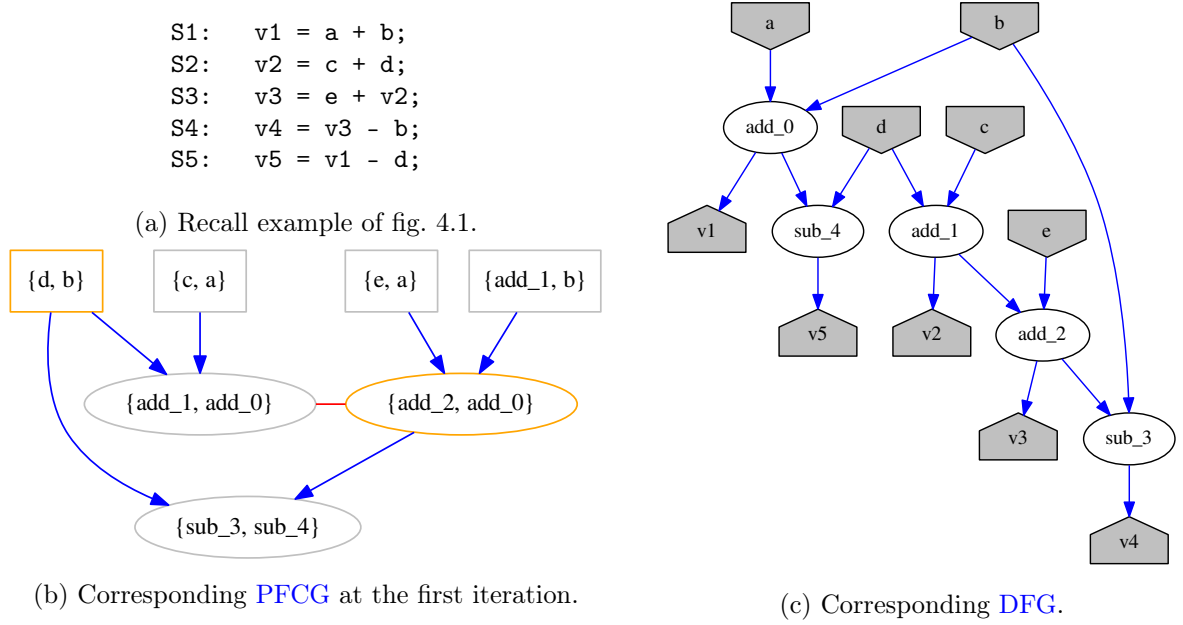 S1: v1 = a + b;
S2: v2 = c + d;
S3: v3 = e + v2;
S4: v4 = v3 - b;
S5: v5 = v1 - d;
(a) Recall example of fig. 4.1.
{d, b} {c, a} {e, a} {add_1, b}
{add_1, add_0} {add_2, add_0}
{sub_3, sub_4}
(b) Corresponding PFCG at the first iteration.
a b
add_0 d c
v1 sub_4 add_1 e
v5 v2 add_2
v3 sub_3
v4
(c) Corresponding DFG.